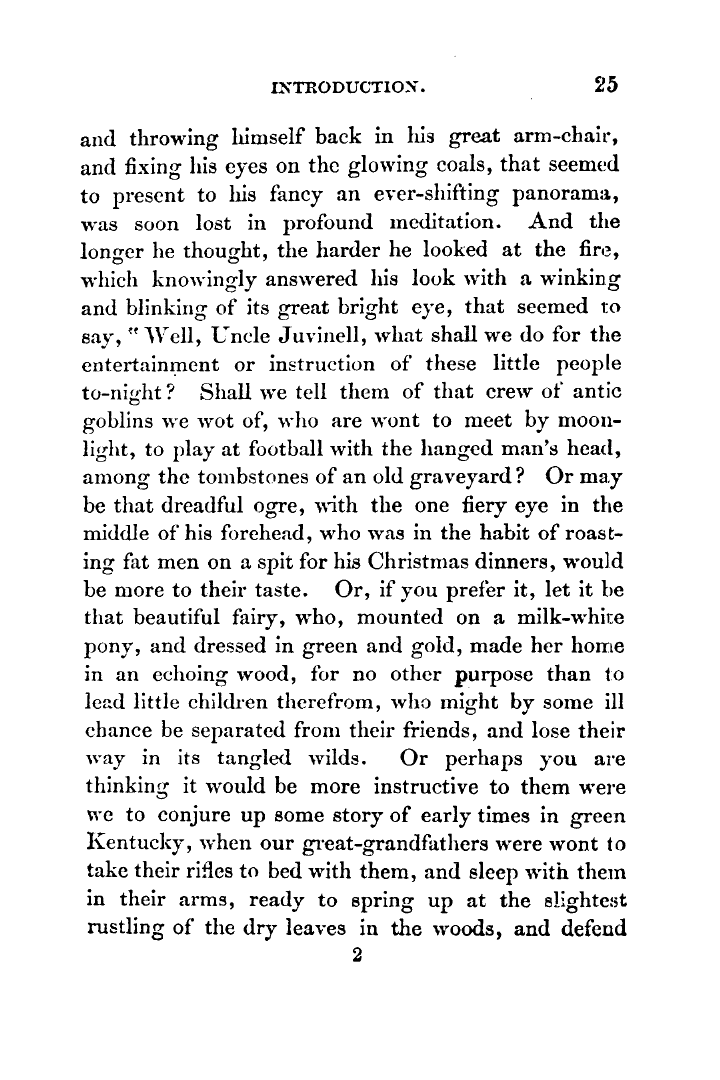 INTRODUCTION. 25
and throwing himself back in his great arm-chair,
and fixing his eyes on the glowing coals, that seemed
to present to his fancy an ever-shifting panorama,
was soon lost in profound meditation. And the
longer he thought, the harder he looked at the fire,
which knowingly answered his look with a winking
and blinking of its great bright eye, that seemed to
say, "Well, Uncle Juvinell, what shall we do for the
entertainment or instruction of these little people
to-night? Shall we tell them of that crew of antic
goblins we wot of, who are wont to meet by moon-
light, to play at football with the hanged man's head,
among the tombstones of an old graveyard? Or may
be that dreadful ogre, with the one fiery eye in the
middle of his forehead, who was in the habit of roast-
ing fat men on a spit for his Christmas dinners, would
be more to their taste. Or, if you prefer it, let it be
that beautiful fairy, who, mounted on a milk-white
pony, and dressed in green and gold, made her home
in an echoing wood, for no other purpose than to
lead little children therefrom, who might by some ill
chance be separated from their friends, and lose their
way in its tangled wilds. Or perhaps you are
thinking it would be more instructive to them were
we to conjure up some story of early times in green
Kentucky, when our great-grandfathers were wont to
take their rifles to bed with them, and sleep with them
in their arms, ready to spring up at the slightest
rustling of the dry leaves in the woods, and defend
2